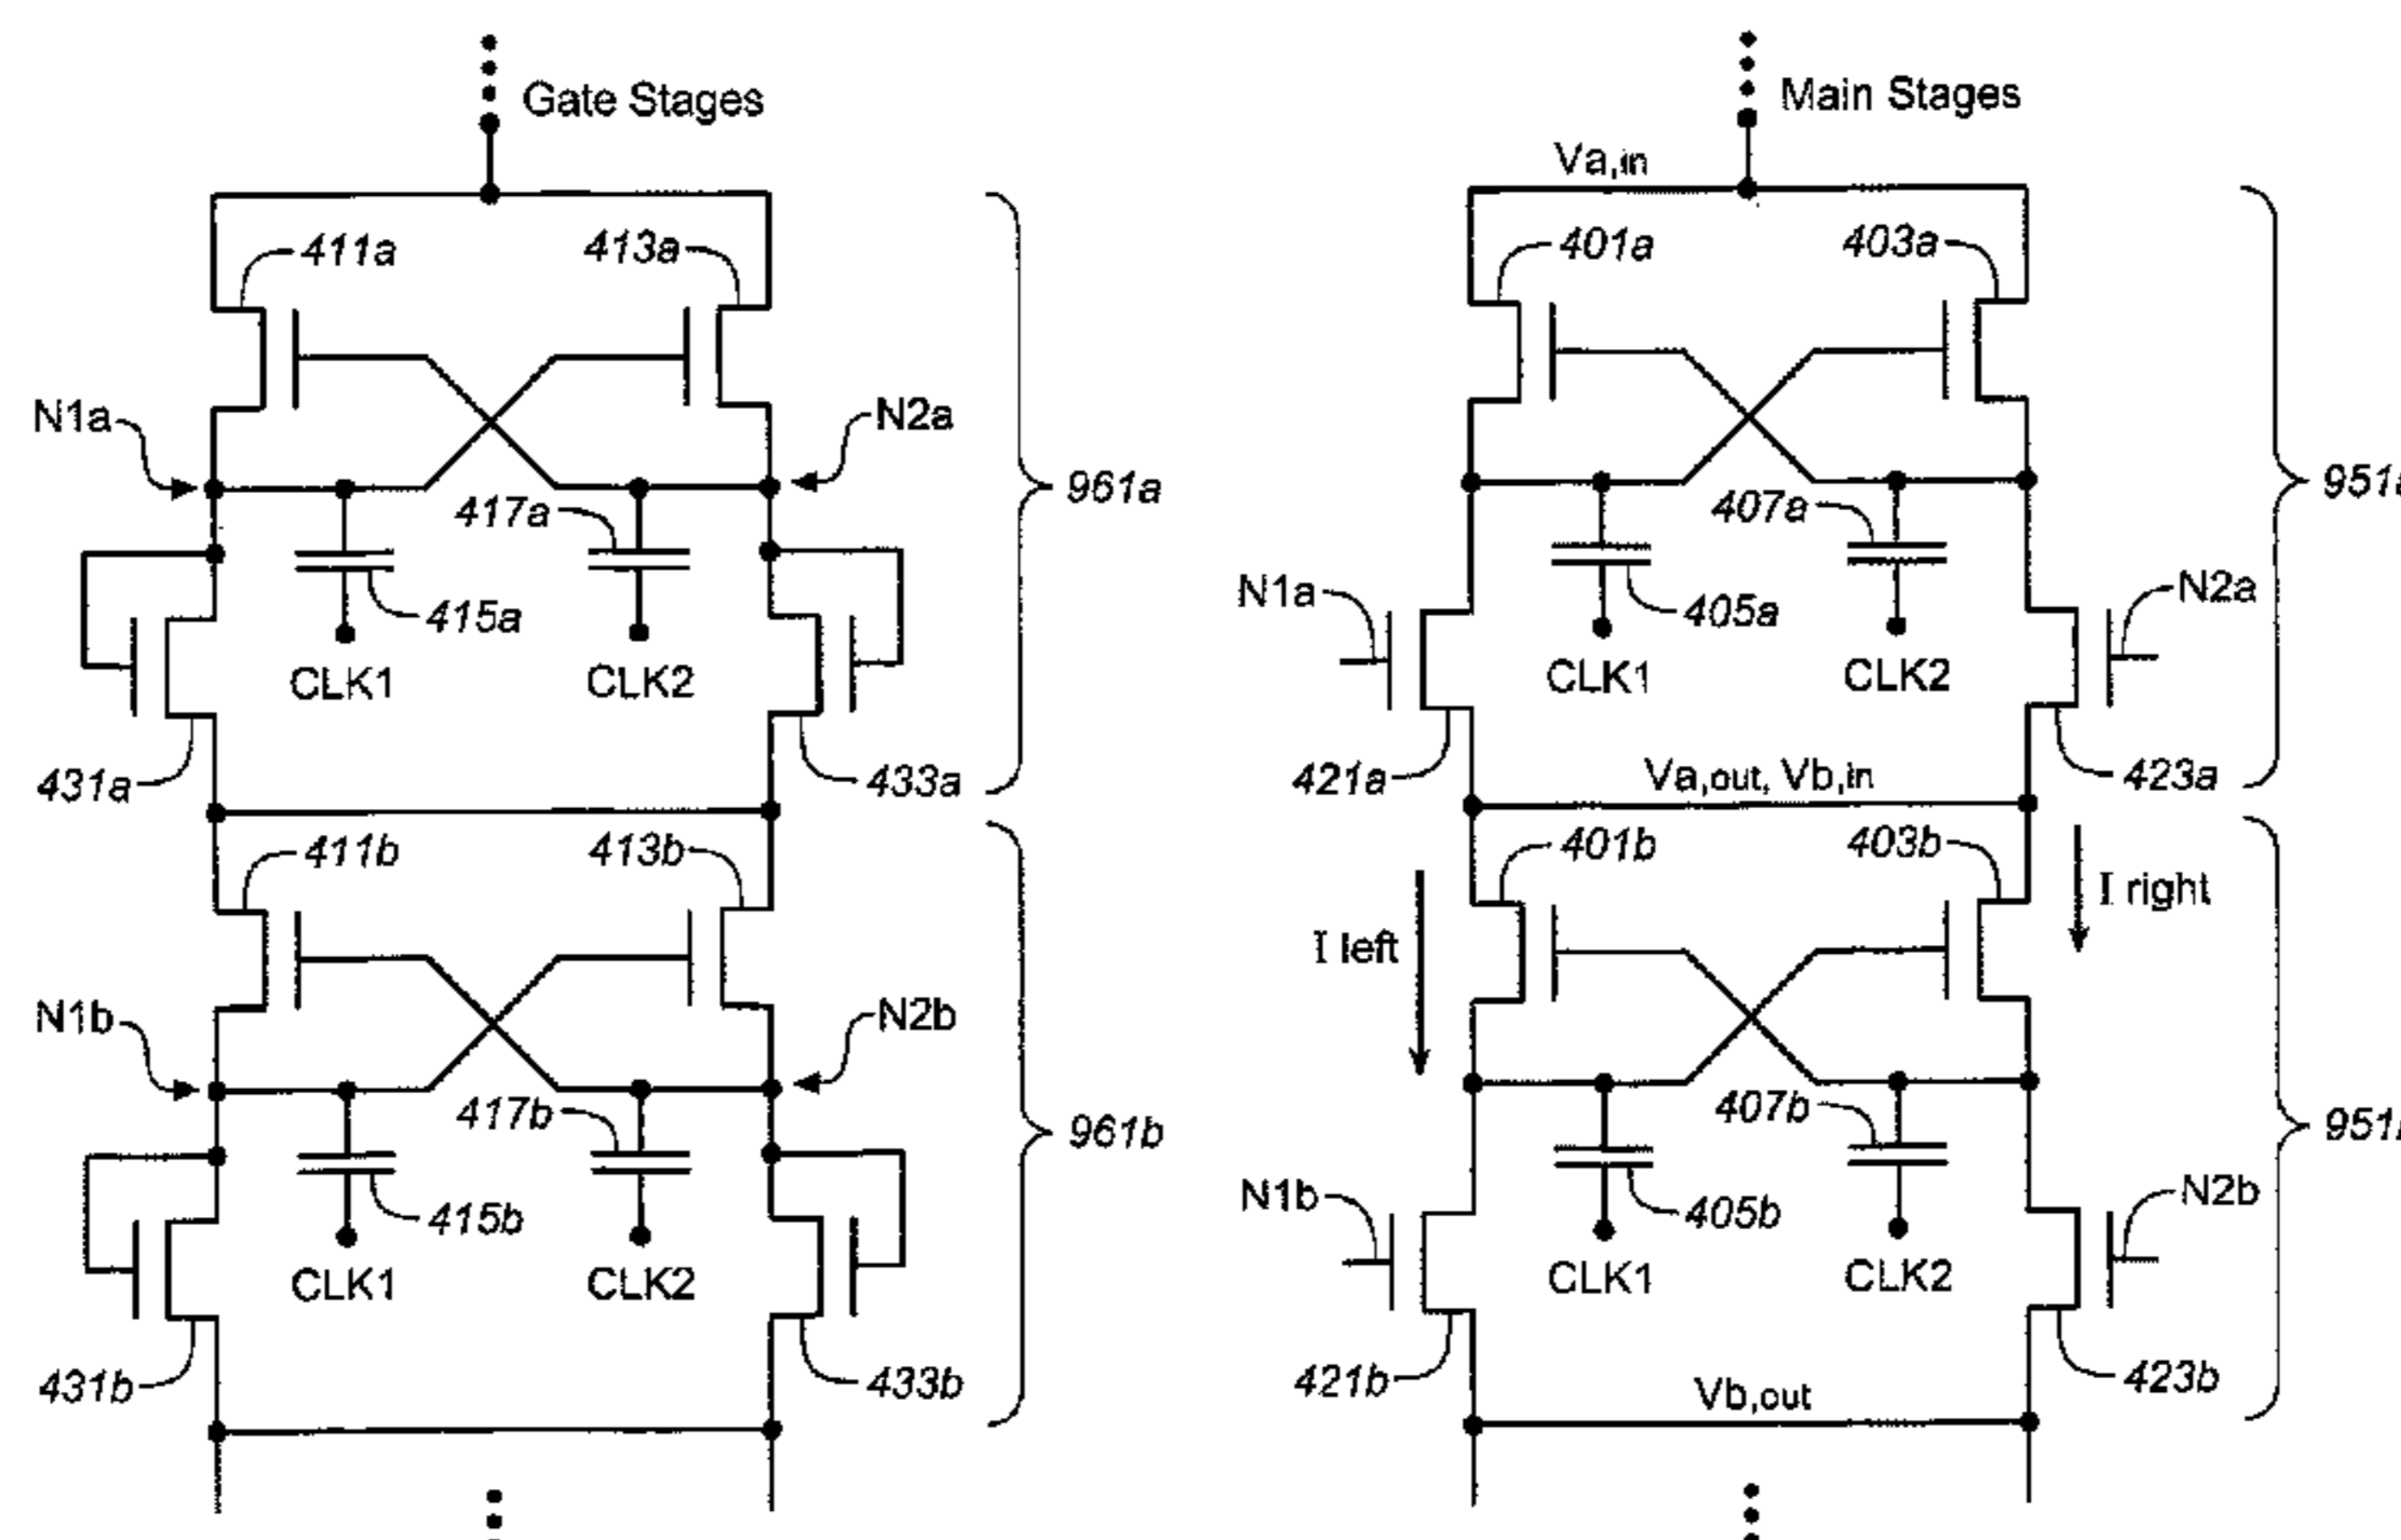 Gate Stages
411a
413a
N1a
N2a
417a
415a
CLK1
CLK2
431a
433a
961a
411b
413b
N1b
N2b
417b
415b
CLK1
CLK2
431b
433b
961b
Main Stages
Va,in
401a
403a
407a
N1a
405a
N2a
CLK1
CLK2
421a
Va,out, Vb,in
423a
401b
403b
I left
I right
407b
N1b
405b
N2b
CLK1
CLK2
421b
Vb,out
423b